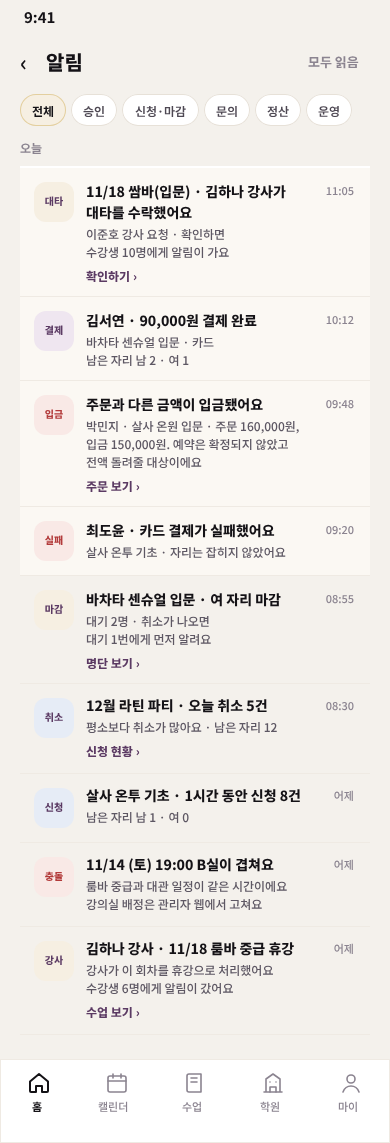 9:41
‹ 알림 모두 읽음
전체 승인 신청·마감 문의 정산 운영
오늘
대타
11/18 쌈바(입문) · 김하나 강사가 11:05
대타를 수락했어요
이준호 강사 요청 · 확인하면
수강생 10명에게 알림이 가요
확인하기 ›
결제
김서연 · 90,000원 결제 완료 10:12
바차타 센슈얼 입문 · 카드
남은 자리 남 2 · 여 1
입금
주문과 다른 금액이 입금됐어요 09:48
박민지 · 살사 온원 입문 · 주문 160,000원,
입금 150,000원. 예약은 확정되지 않았고
전액 돌려줄 대상이에요
주문 보기 ›
실패
최도윤 · 카드 결제가 실패했어요 09:20
살사 온투 기초 · 자리는 잡히지 않았어요
마감
바차타 센슈얼 입문 · 여 자리 마감 08:55
대기 2명 · 취소가 나오면
대기 1번에게 먼저 알려요
명단 보기 ›
취소
12월 라틴 파티 · 오늘 취소 5건 08:30
평소보다 취소가 많아요 · 남은 자리 12
신청 현황 ›
신청
살사 온투 기초 · 1시간 동안 신청 8건 어제
남은 자리 남 1 · 여 0
충돌
11/14 (토) 19:00 B실이 겹쳐요 어제
룸바 중급과 대관 일정이 같은 시간이에요
강의실 배정은 관리자 웹에서 고쳐요
강사
김하나 강사 · 11/18 룸바 중급 휴강 어제
강사가 이 회차를 휴강으로 처리했어요
수강생 6명에게 알림이 갔어요
수업 보기 ›
홈 캘린더 수업 학원 마이